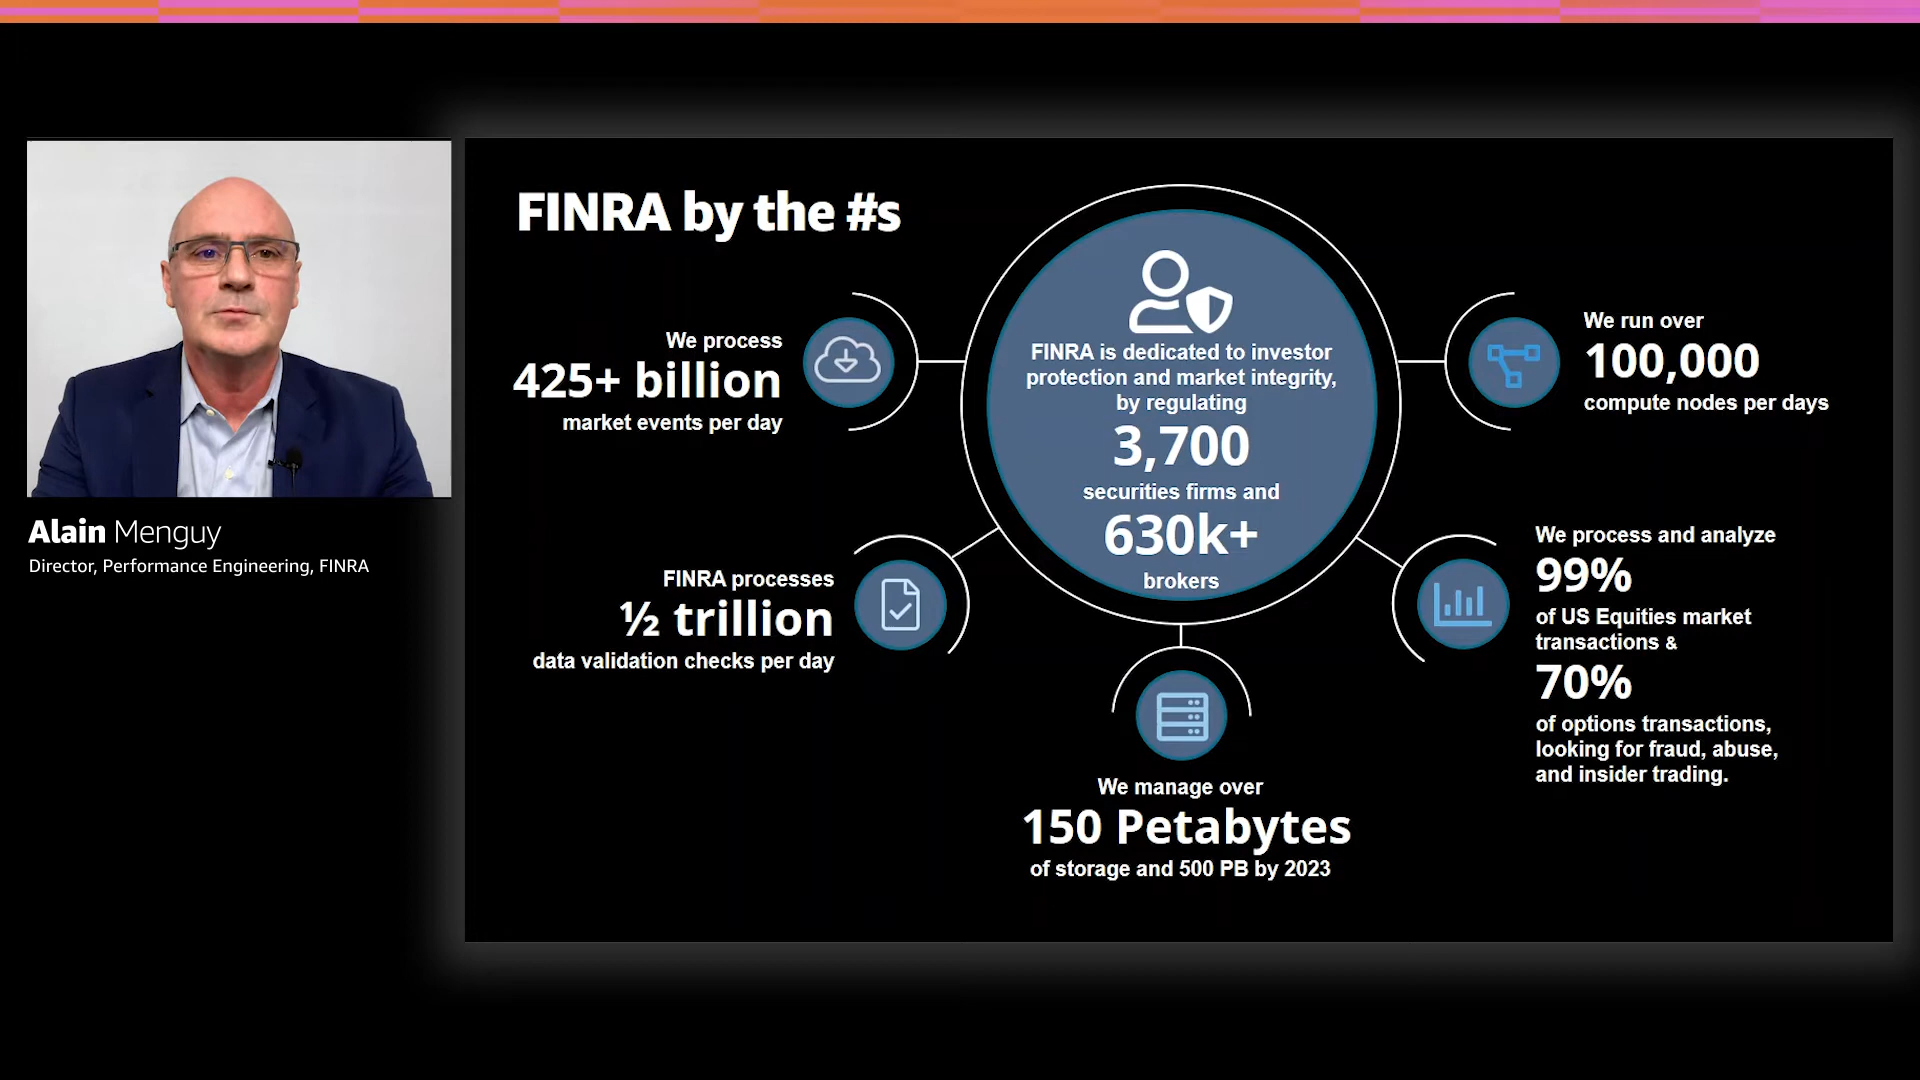 FINRA by the #s
We process
425+ billion
market events per day
FINRA processes
½ trillion
data validation checks per day
FINRA is dedicated to investor
protection and market integrity,
by regulating
3,700
securities firms and
630k+
brokers
We manage over
150 Petabytes
of storage and 500 PB by 2023
We run over
100,000
compute nodes per days
We process and analyze
99%
of US Equities market
transactions &
70%
of options transactions,
looking for fraud, abuse,
and insider trading.
Alain Menguy
Director, Performance Engineering, FINRA